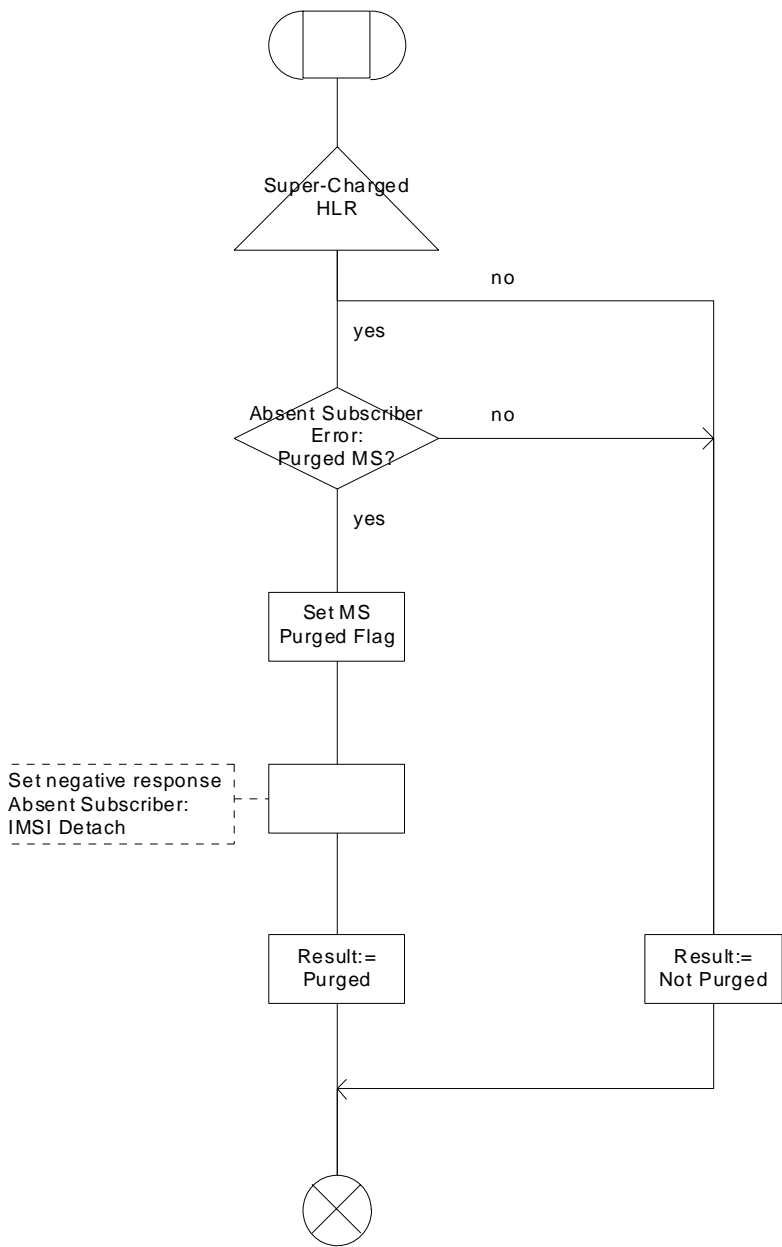 Super-Charged
HLR
no
yes
Absent Subscriber
Error:
Purged MS?
no
yes
Set MS
Purged Flag
Set negative response
Absent Subscriber:
IMSI Detach
Result:=
Purged
Result:=
Not Purged